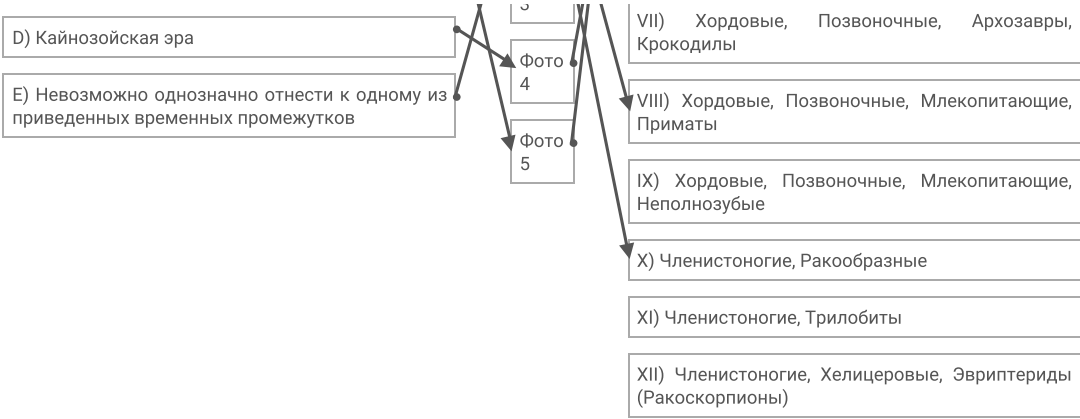 D) Кайнозойская эра
E) Невозможно однозначно отнести к одному из
приведенных временных промежутков
3
Фото
4
Фото
5
VII) Хордовые, Позвоночные, Архозавры,
Крокодилы
VIII) Хордовые, Позвоночные, Млекопитающие,
Приматы
IX) Хордовые, Позвоночные, Млекопитающие,
Неполнозубые
X) Членистоногие, Ракообразные
XI) Членистоногие, Трилобиты
XII) Членистоногие, Хелицеровые, Эвриптериды
(Ракоскорпионы)